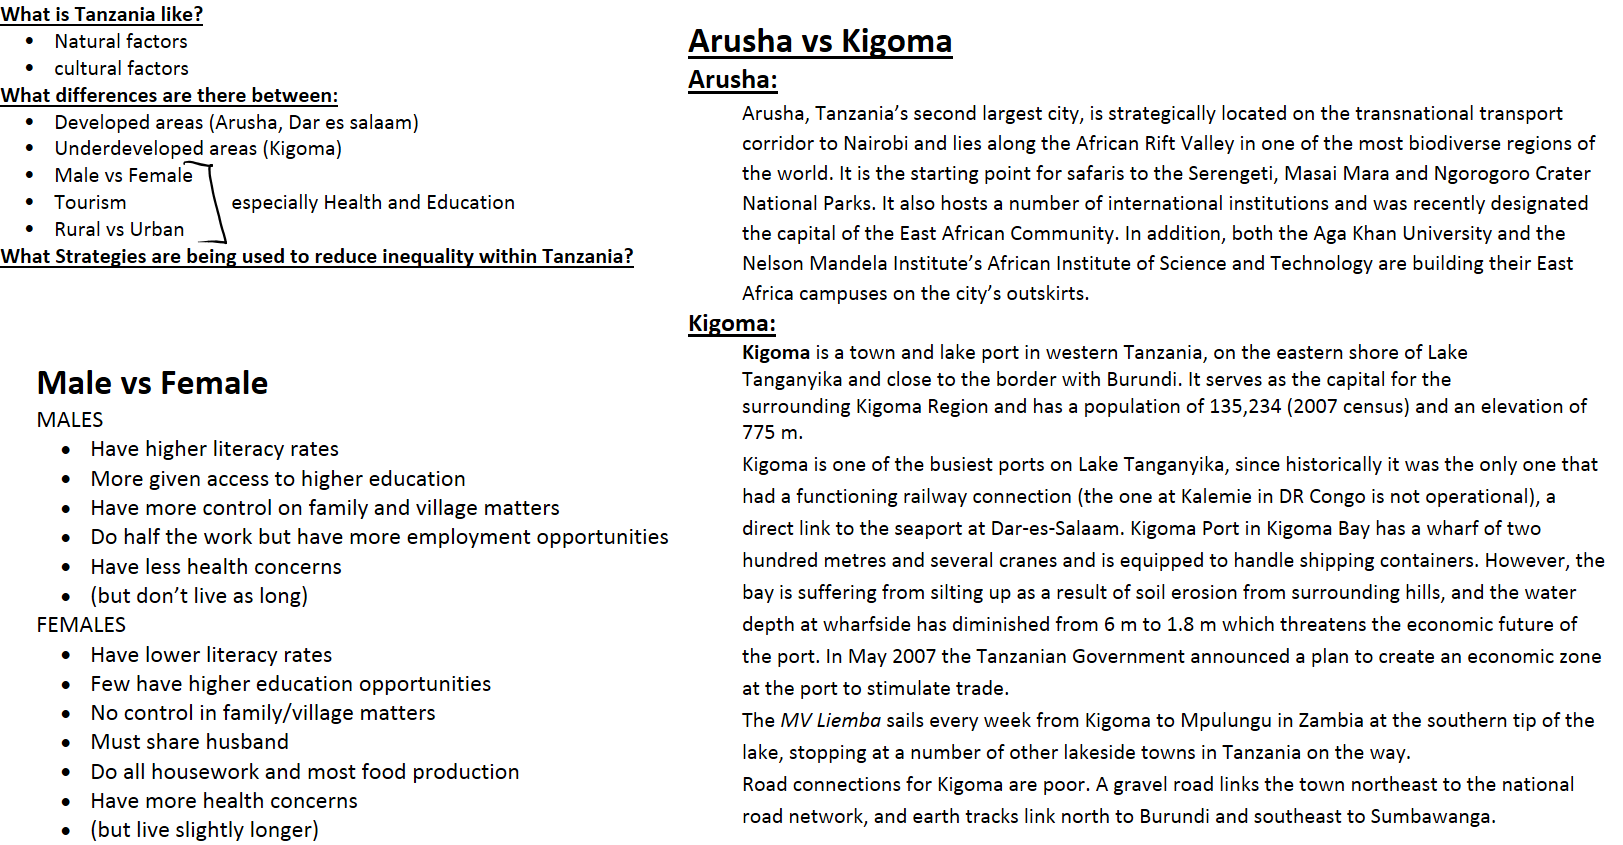 What is Tanzania like?
• Natural factors
• cultural factors
What differences are there between:
• Developed areas (Arusha, Dar es salaam)
• Underdeveloped areas (Kigoma)
• Male vs Female
• Tourism
especially Health and Education
• Rural vs Urban
What Strategies are being used to reduce inequality within Tanzania?
Male vs Female
MALES
• Have higher literacy rates
• More given access to higher education
• Have more control on family and village matters
• Do half the work but have more employment opportunities
• Have less health concerns
• (but don't live as long)
FEMALES
• Have lower literacy rates
• Few have higher education opportunities
• No control in family/village matters
• Must share husband
• Do all housework and most food production
• Have more health concerns
• (but live slightly longer)
Arusha vs Kigoma
Arusha:
Arusha, Tanzania's second largest city, is strategically located on the transnational transport
corridor to Nairobi and lies along the African Rift Valley in one of the most biodiverse regions of
the world. It is the starting point for safaris to the Serengeti, Masai Mara and Ngorogoro Crater
National Parks. It also hosts a number of international institutions and was recently designated
the capital of the East African Community. In addition, both the Aga Khan University and the
Nelson Mandela Institute's African Institute of Science and Technology are building their East
Africa campuses on the city's outskirts.
Kigoma:
Kigoma is a town and lake port in western Tanzania, on the eastern shore of Lake
Tanganyika and close to the border with Burundi. It serves as the capital for the
surrounding Kigoma Region and has a population of 135,234 (2007 census) and an elevation of
775 m.
Kigoma is one of the busiest ports on Lake Tanganyika, since historically it was the only one that
had a functioning railway connection (the one at Kalemie in DR Congo is not operational), a
direct link to the seaport at Dar-es-Salaam. Kigoma Port in Kigoma Bay has a wharf of two
hundred metres and several cranes and is equipped to handle shipping containers. However, the
bay is suffering from silting up as a result of soil erosion from surrounding hills, and the water
depth at wharfside has diminished from 6 m to 1.8 m which threatens the economic future of
the port. In May 2007 the Tanzanian Government announced a plan to create an economic zone
at the port to stimulate trade.
The MV Liemba sails every week from Kigoma to Mpulungu in Zambia at the southern tip of the
lake, stopping at a number of other lakeside towns in Tanzania on the way.
Road connections for Kigoma are poor. A gravel road links the town northeast to the national
road network, and earth tracks link north to Burundi and southeast to Sumbawanga.